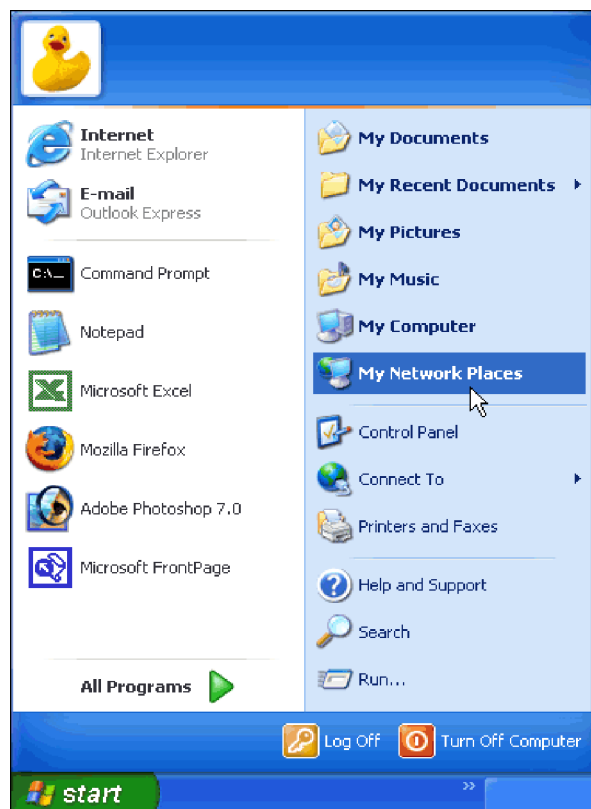 Internet
Internet Explorer
E-mail
Outlook Express
C:\_
Command Prompt
Notepad
Microsoft Excel
Mozilla Firefox
Adobe Photoshop 7.0
Microsoft FrontPage
All Programs
My Documents
My Recent Documents
My Pictures
My Music
My Computer
My Network Places
Control Panel
Connect To
Printers and Faxes
Help and Support
Search
Run...
Log Off
Turn Off Computer
start